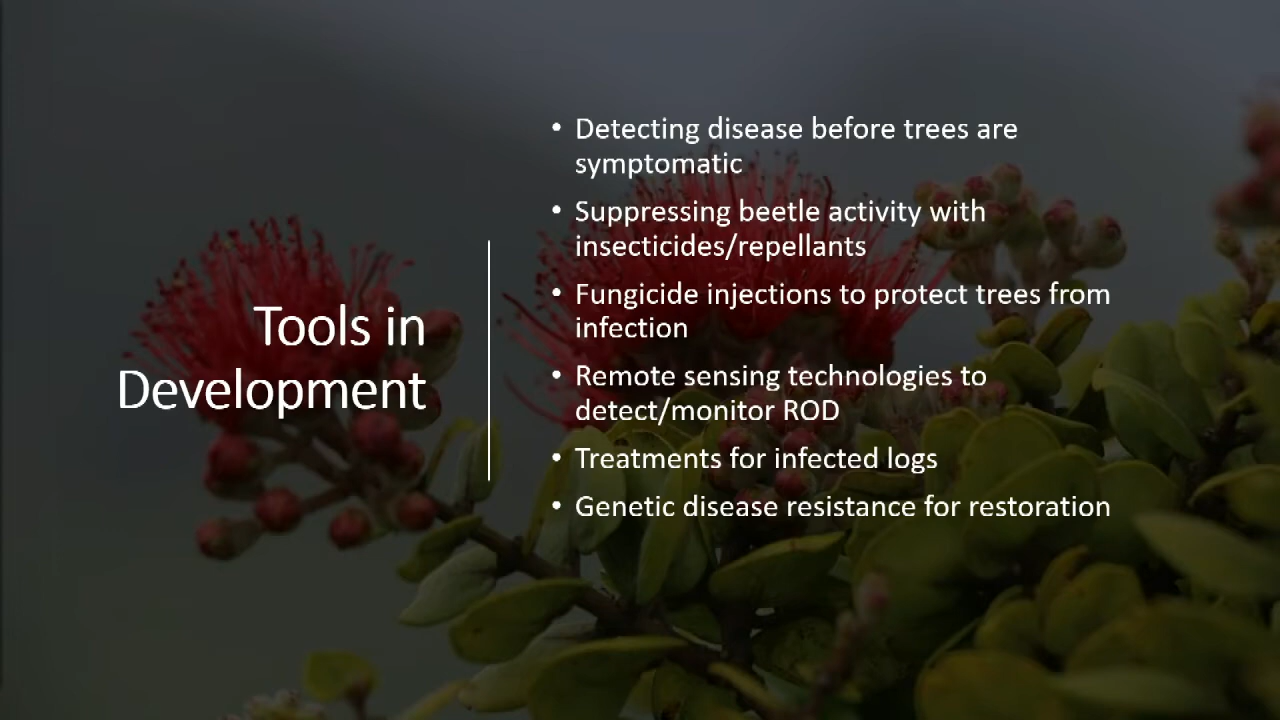 Tools in
Development
• Detecting disease before trees are
symptomatic
• Suppressing beetle activity with
insecticides/repellants
• Fungicide injections to protect trees from
infection
• Remote sensing technologies to
detect/monitor ROD
• Treatments for infected logs
• Genetic disease resistance for restoration